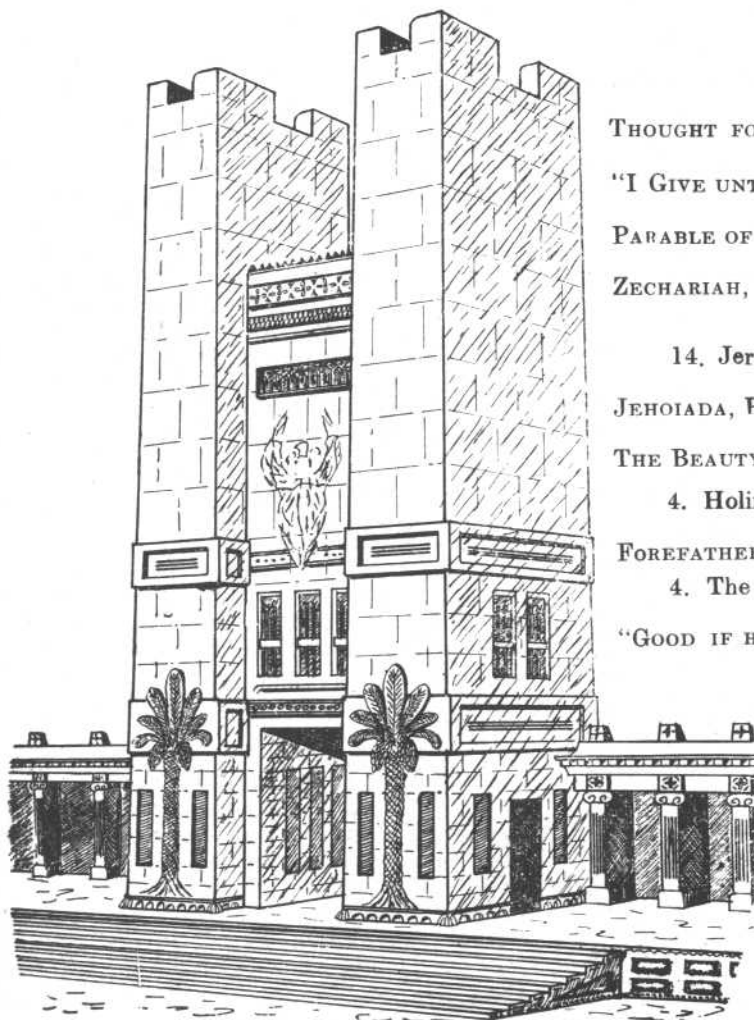 THOUGHT FO
"I GIVE UNT
PARABLE OF
ZECHARIAH,
14. Jer
JEHOIADA, P
THE BEAUTY
4. Holi
FOREFATHER
4. The
"GOOD IF H